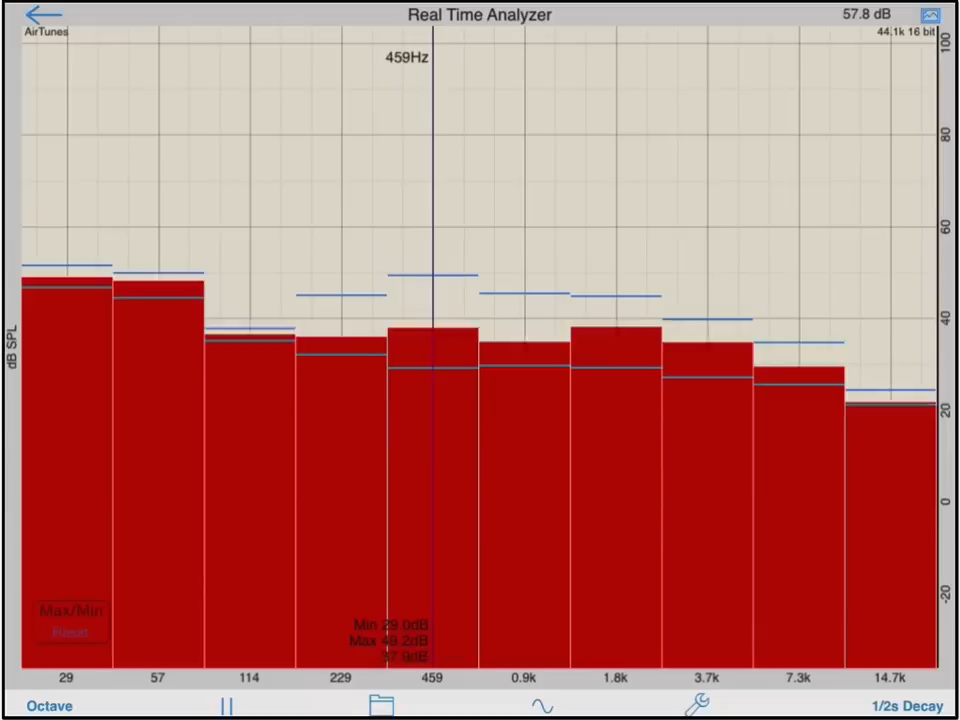 Real Time Analyzer
57.8 dB
AirTunes
44.1k 16 bit
459Hz
100
80
60
40
20
0
-20
dB SPL
Max/Min
Reset
Min 29.0dB
Max 49.2dB
37.9dB
29 57 114 229 459 0.9k 1.8k 3.7k 7.3k 14.7k
Octave
1/2s Decay